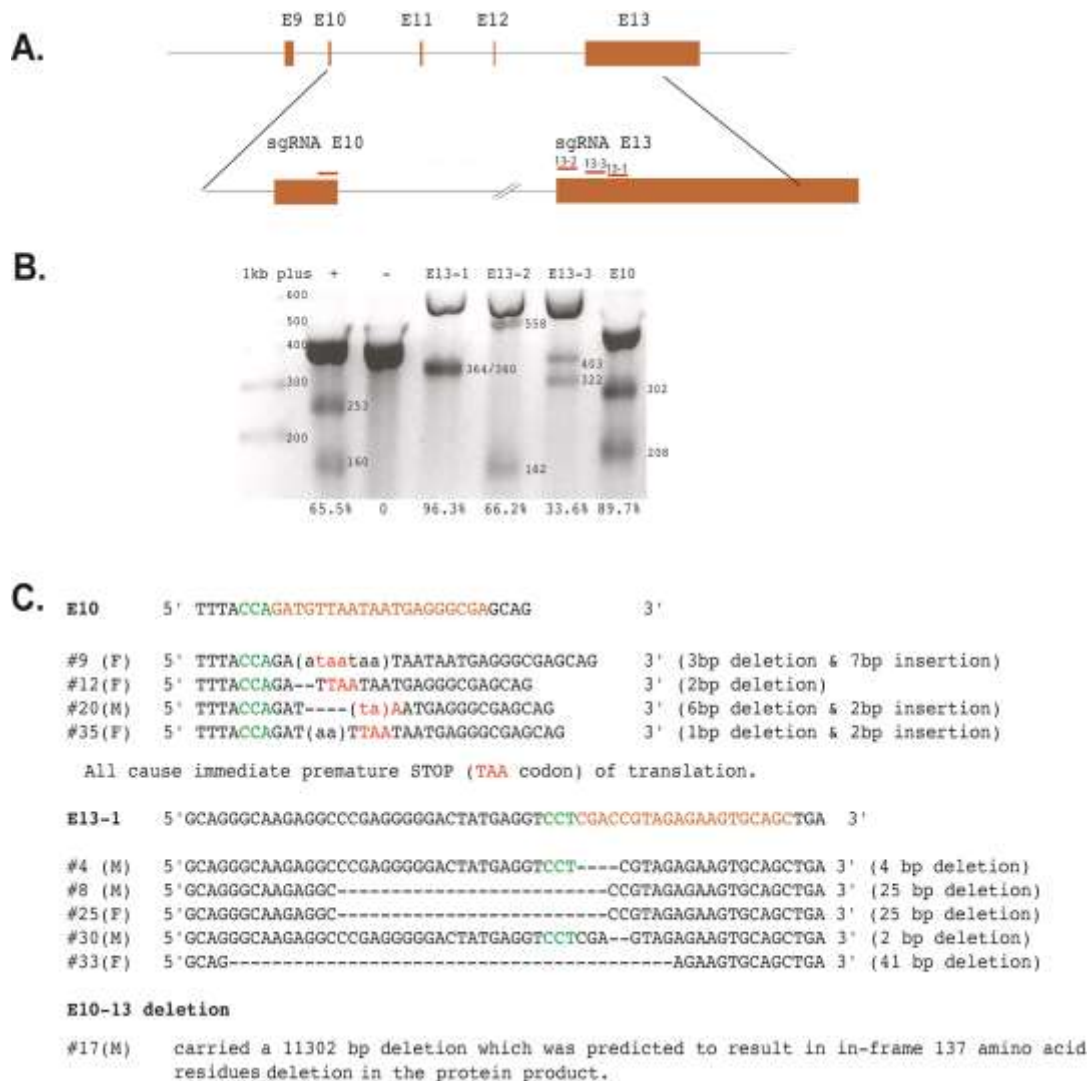 A.
E9 E10 E11 E12 E13
sgRNA E10 sgRNA E13
13-2 13-3 13-1
B.
1kb plus + - E13-1 E13-2 E13-3 E10
600
500
400
300
200
253
160
364/380
558
142
403
322
302
208
65.5% 0 96.3% 66.2% 33.6% 89.7%
C.
E10 5' TTTACCAGATGTTAATAATGAGGGCGAGCAG 3'
#9 (F) 5' TTTACCAGA(ataataa)TAATAATGAGGGCGAGCAG 3' (3bp deletion & 7bp insertion)
#12(F) 5' TTTACCAGA--TTAATAATGAGGGCGAGCAG 3' (2bp deletion)
#20(M) 5' TTTACCAGAT----(ta)AATGAGGGCGAGCAG 3' (6bp deletion & 2bp insertion)
#35(F) 5' TTTACCAGAT(aa)TTAATAATGAGGGCGAGCAG 3' (1bp deletion & 2bp insertion)
All cause immediate premature STOP (TAA codon) of translation.
E13-1 5'GCAGGGCAAGAGGCCCGAGGGGGACTATGAGGTCCTCGACCGTAGAGAAGTGCAGCTGA 3'
#4 (M) 5'GCAGGGCAAGAGGCCCGAGGGGGACTATGAGGTCCT----CGTAGAGAAGTGCAGCTGA 3' (4 bp deletion)
#8 (M) 5'GCAGGGCAAGAGGC-------------------------CCGTAGAGAAGTGCAGCTGA 3' (25 bp deletion)
#25(F) 5'GCAGGGCAAGAGGC-------------------------CCGTAGAGAAGTGCAGCTGA 3' (25 bp deletion)
#30(M) 5'GCAGGGCAAGAGGCCCGAGGGGGACTATGAGGTCCTCGA--GTAGAGAAGTGCAGCTGA 3' (2 bp deletion)
#33(F) 5'GCAG-----------------------------------------AGAAGTGCAGCTGA 3' (41 bp deletion)
E10-13 deletion
#17(M) carried a 11302 bp deletion which was predicted to result in in-frame 137 amino acid
residues deletion in the protein product.